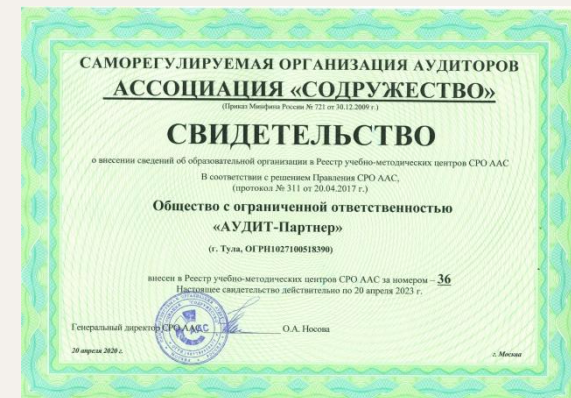 САМОРЕГУЛИРУЕМАЯ ОРГАНИЗАЦИЯ АУДИТОРОВ
АССОЦИАЦИЯ «СОДРУЖЕСТВО»
(Приказ Минфина России № 721 от 30.12.2009 г.)
СВИДЕТЕЛЬСТВО
о внесении сведений об образовательной организации в Реестр учебно-методических центров СРО ААС
В соответствии с решением Правления СРО ААС,
(протокол № 311 от 20.04.2017 г.)
Общество с ограниченной ответственностью
«АУДИТ-Партнер»
(г. Тула, ОГРН1027100518390)
внесен в Реестр учебно-методических центров СРО ААС за номером – 36
Настоящее свидетельство действительно по 20 апреля 2023 г.
Генеральный директор СРО ААС О.А. Носова
20 апреля 2020 г. г. Москва